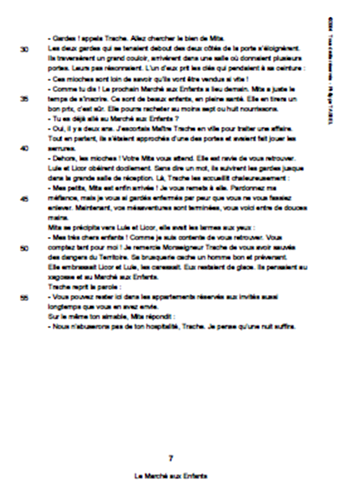 - Gardes ! appela Trache. Allez chercher le bien de Mita.
30 Les deux gardes qui se tenaient debout des deux côtés de la porte s'éloignèrent.
Ils traversèrent un grand couloir, arrivèrent dans une salle où donnaient plusieurs
portes. Leurs pas résonnaient. L'un d'eux prit les clés qui pendaient à sa ceinture :
- Ces mioches sont loin de savoir qu'ils vont être vendus si vite !
- Comme tu dis ! Le prochain Marché aux Enfants a lieu demain. Mita a juste le
35 temps de s'inscrire. Ce sont de beaux enfants, en pleine santé. Elle en tirera un
bon prix, c'est sûr. Elle pourra racheter au moins sept ou huit nourrissons.
- Tu es déjà allé au Marché aux Enfants ?
- Oui, il y a deux ans. J'escortais Maître Trache en ville pour traiter une affaire.
Tout en parlant, ils s'étaient approchés d'une des portes et avaient fait jouer les
40 serrures.
- Dehors, les mioches ! Votre Mita vous attend. Elle est ravie de vous retrouver.
Lule et Licor obéirent docilement. Sans dire un mot, ils suivirent les gardes jusque
dans la grande salle de réception. Là, Trache les accueillit chaleureusement :
- Mes petits, Mita est enfin arrivée ! Je vous remets à elle. Pardonnez ma
45 méfiance, mais je vous ai gardés enfermés par peur que vous ne vous fassiez
enlever. Maintenant, vos mésaventures sont terminées, vous voici entre de douces
mains.
Mita se précipita vers Lule et Licor, elle avait les larmes aux yeux :
- Mes très chers enfants ! Comme je suis contente de vous retrouver. Vous
50 comptez tant pour moi ! Je remercie Monseigneur Trache de vous avoir sauvés
des dangers du Territoire. Sa brusquerie cache un homme bon et prévenant.
Elle embrassait Licor et Lule, les caressait. Eux restaient de glace. Ils pensaient au
sagosse et au Marché aux Enfants.
Trache reprit la parole :
55 - Vous pouvez rester ici dans les appartements réservés aux invités aussi
longtemps que vous en avez envie.
Sur le même ton aimable, Mita répondit :
- Nous n'abuserons pas de ton hospitalité, Trache. Je pense qu'une nuit suffira.
7
Le Marché aux Enfants